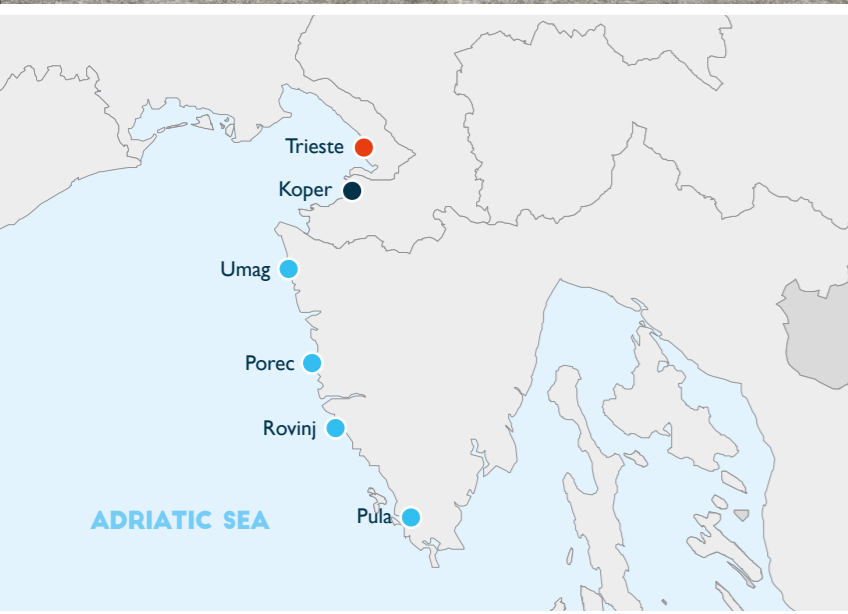 Trieste
Koper
Umag
Porec
Rovinj
Pula
ADRIATIC SEA